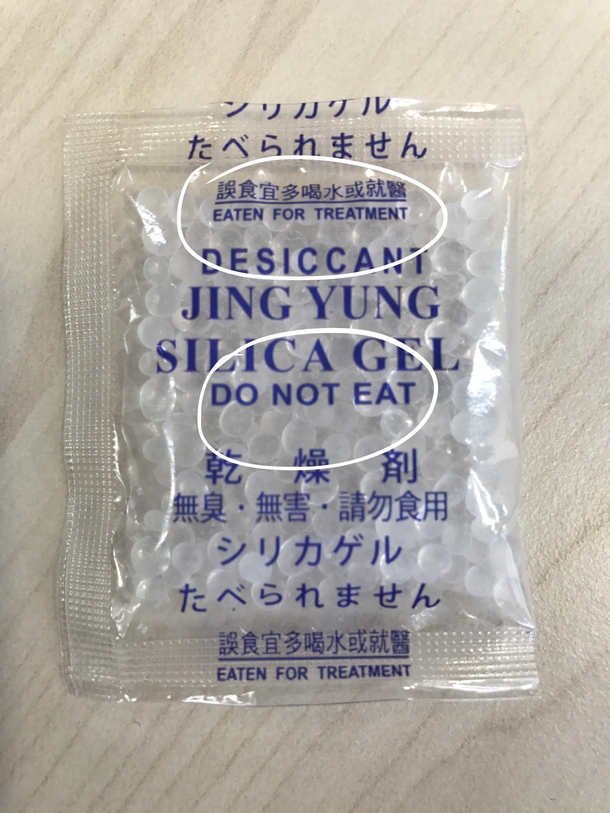 シリカゲル
たべられません
誤食宜多喝水或就醫
EATEN FOR TREATMENT
DESICCANT
JING YUNG
SILICA GEL
DO NOT EAT
乾 燥 劑
無臭・無害・請勿食用
シリカゲル
たべられません
誤食宜多喝水或就醫
EATEN FOR TREATMENT